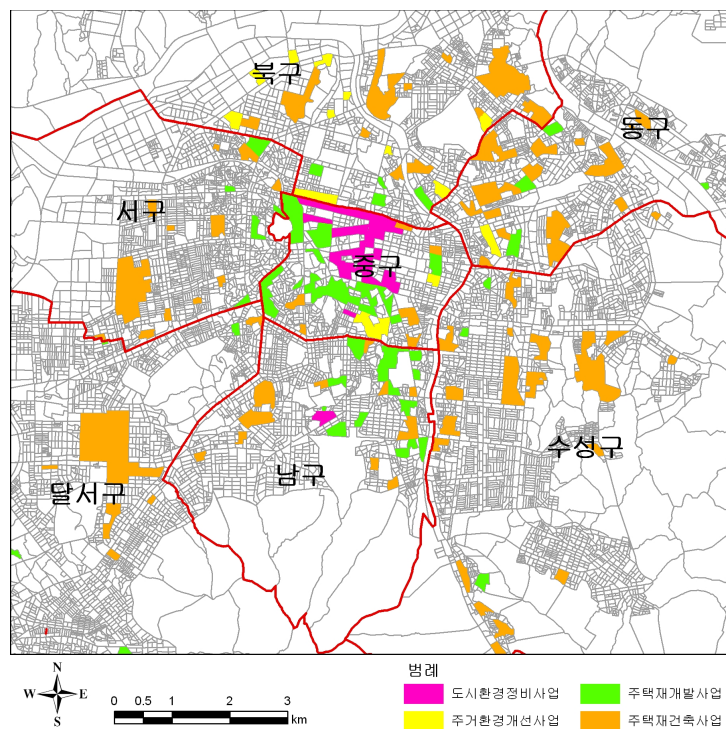 북구
동구
서구
중구
수성구
남구
달서구
범례
N
W E
S
0 0.5 1 2 3
km
도시환경정비사업 주택재개발사업
주거환경개선사업 주택재건축사업